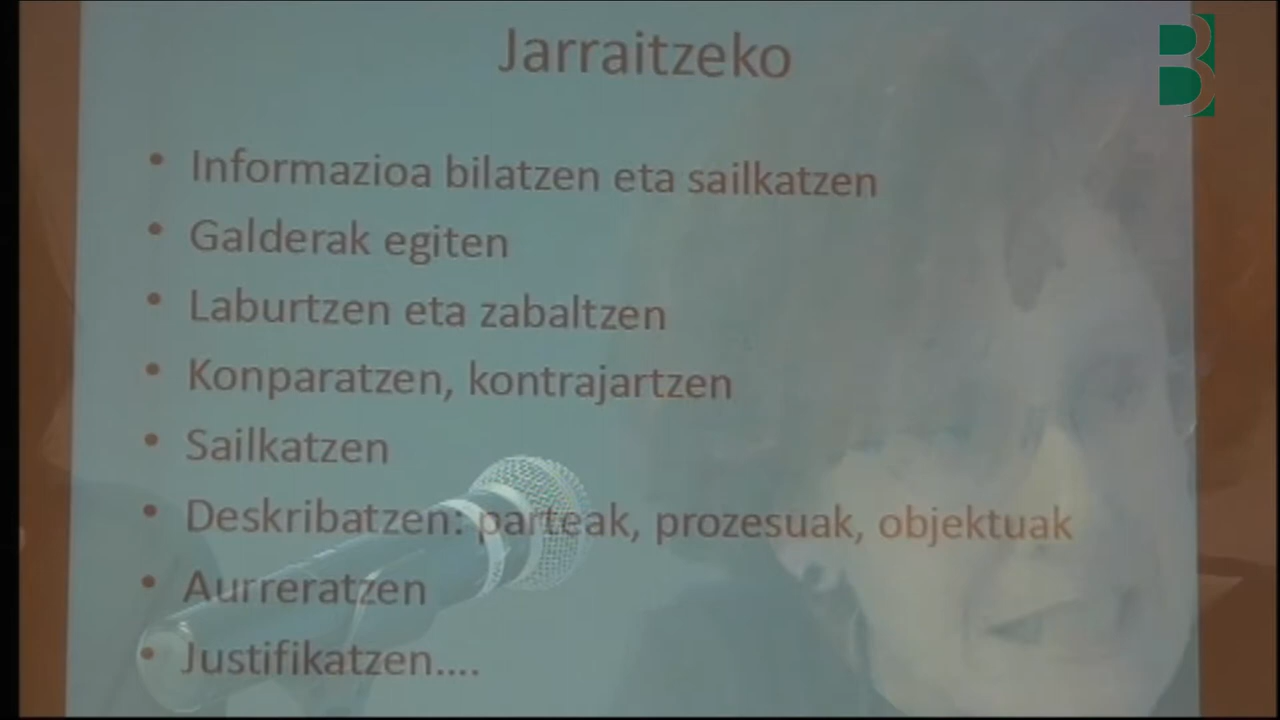 Jarraitzeko
• Informazioa bilatzen eta sailkatzen
• Galderak egiten
• Laburtzen eta zabaltzen
• Konparatzen, kontrajartzen
• Sailkatzen
• Deskribatzen: parteak, prozesuak, objektuak
• Aurreratzen
• Justifikatzen....
B